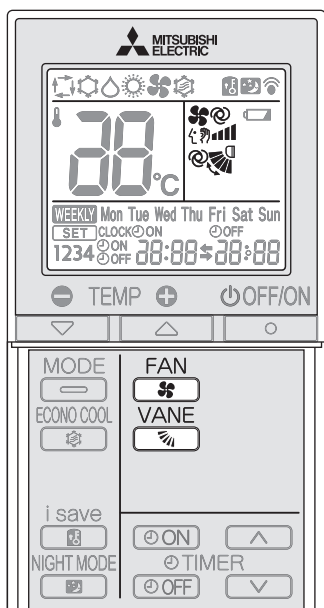 MITSUBISHI
ELECTRIC
88°C
WEEKLY Mon Tue Wed Thu Fri Sat Sun
SET CLOCK ON OFF
1234 ON OFF 88:88 88:88
TEMP OFF/ON
MODE FAN
ECONO COOL VANE
i save
ON
NIGHT MODE TIMER
OFF